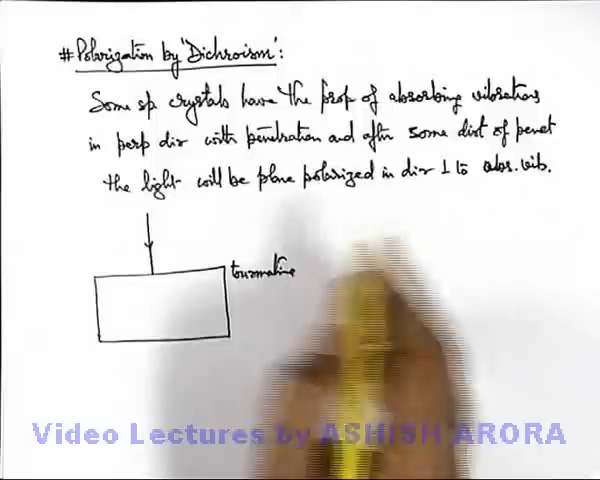 # Polarization by 'Dichroism':
Some sp. crystals have the prop of absorbing vibrations
in perp dir with penetration and after some dist of penet
the light will be plane polarized in dir ⊥ to abs. vib.
tourmaline
Video Lectures by ASHISH ARORA